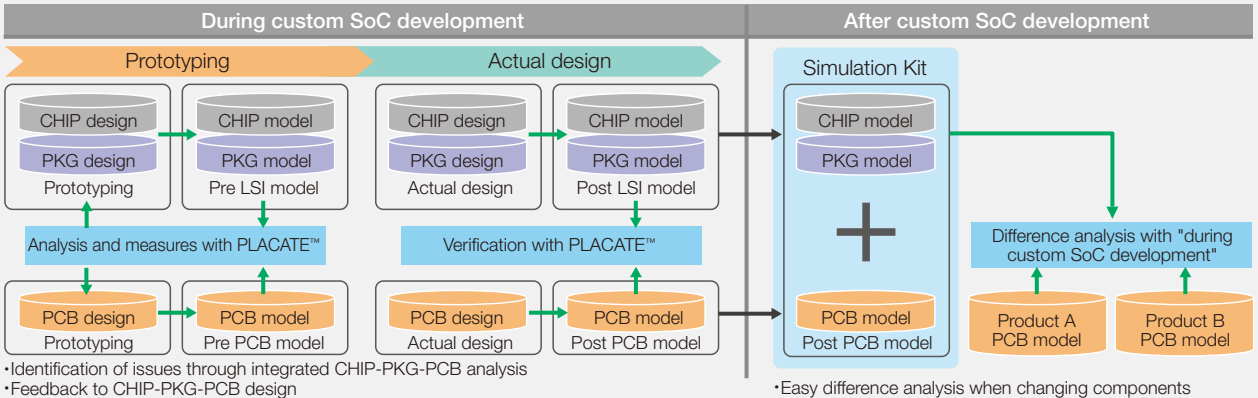 During custom SoC development
After custom SoC development
Prototyping
Actual design
Simulation Kit
CHIP design
PKG design
Prototyping
CHIP model
PKG model
Pre LSI model
CHIP design
PKG design
Actual design
CHIP model
PKG model
Post LSI model
CHIP model
PKG model
Analysis and measures with PLACATE™
Verification with PLACATE™
+
Difference analysis with "during
custom SoC development"
PCB design
Prototyping
PCB model
Pre PCB model
PCB design
Actual design
PCB model
Post PCB model
PCB model
Post PCB model
Product A
PCB model
Product B
PCB model
•Identification of issues through integrated CHIP-PKG-PCB analysis
•Feedback to CHIP-PKG-PCB design
•Easy difference analysis when changing components